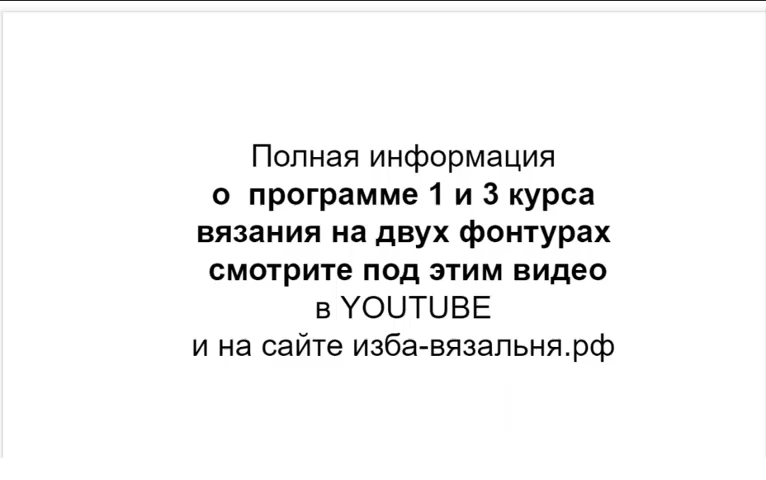 Полная информация
о программе 1 и 3 курса
вязания на двух фонтурах
смотрите под этим видео
в YOUTUBE
и на сайте изба-вязальня.рф